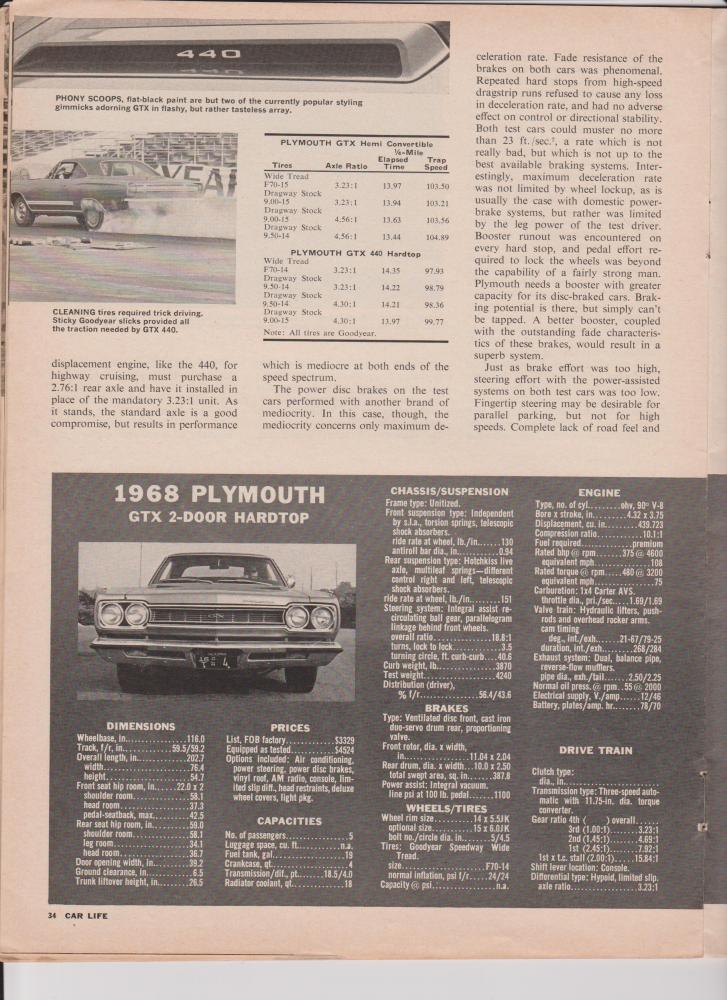 440
PHONY SCOOPS, flat-black paint are but two of the currently popular styling
gimmicks adorning GTX in flashy, but rather tasteless array.
CLEANING tires required trick driving.
Sticky Goodyear slicks provided all
the traction needed by GTX 440.
PLYMOUTH GTX Hemi Convertible
¼-Mile
Elapsed Trap
Tires Axle Ratio Time Speed
Wide Tread
F70-15 3.23:1 13.97 103.50
Dragway Stock
9.00-15 3.23:1 13.94 103.21
Dragway Stock
9.00-15 4.56:1 13.63 103.56
Dragway Stock
9.50-14 4.56:1 13.44 104.89
PLYMOUTH GTX 440 Hardtop
Wide Tread
F70-14 3.23:1 14.35 97.93
Dragway Stock
9.50-14 3.23:1 14.22 98.79
Dragway Stock
9.50-14 4.30:1 14.21 98.36
Dragway Stock
9.00-15 4.30:1 13.97 99.77
Note: All tires are Goodyear.
displacement engine, like the 440, for
highway cruising, must purchase a
2.76:1 rear axle and have it installed in
place of the mandatory 3.23:1 unit. As
it stands, the standard axle is a good
compromise, but results in performance
which is mediocre at both ends of the
speed spectrum.
The power disc brakes on the test
cars performed with another brand of
mediocrity. In this case, though, the
mediocrity concerns only maximum de-
celeration rate. Fade resistance of the
brakes on both cars was phenomenal.
Repeated hard stops from high-speed
dragstrip runs refused to cause any loss
in deceleration rate, and had no adverse
effect on control or directional stability.
Both test cars could muster no more
than 23 ft./sec.², a rate which is not
really bad, but which is not up to the
best available braking systems. Inter-
estingly, maximum deceleration rate
was not limited by wheel lockup, as is
usually the case with domestic power-
brake systems, but rather was limited
by the leg power of the test driver.
Booster runout was encountered on
every hard stop, and pedal effort re-
quired to lock the wheels was beyond
the capability of a fairly strong man.
Plymouth needs a booster with greater
capacity for its disc-braked cars. Brak-
ing potential is there, but simply can't
be tapped. A better booster, coupled
with the outstanding fade characteris-
tics of these brakes, would result in a
superb system.
Just as brake effort was too high,
steering effort with the power-assisted
systems on both test cars was too low.
Fingertip steering may be desirable for
parallel parking, but not for high
speeds. Complete lack of road feel and
1968 PLYMOUTH
GTX 2-DOOR HARDTOP
DIMENSIONS
Wheelbase, in..............116.0
Track, f/r, in..........59.5/59.2
Overall length, in..........202.7
width....................76.4
height...................54.7
Front seat hip room, in....22.0 x 2
shoulder room............58.1
head room................37.3
pedal-seatback, max......42.5
Rear seat hip room, in......59.0
shoulder room............58.1
leg room.................34.1
head room................36.7
Door opening width, in......39.2
Ground clearance, in.........6.5
Trunk liftover height, in...26.5
PRICES
List, FOB factory..........$3329
Equipped as tested.........$4524
Options included: Air conditioning,
power steering, power disc brakes,
vinyl roof, AM radio, console, lim-
ited slip diff., head restraints, deluxe
wheel covers, light pkg.
CAPACITIES
No. of passengers..............5
Luggage space, cu. ft........n.a.
Fuel tank, gal................19
Crankcase, qt..................4
Transmission/dif., pt....18.5/4.0
Radiator coolant, qt..........18
CHASSIS/SUSPENSION
Frame type: Unitized.
Front suspension type: Independent
by s.l.a., torsion springs, telescopic
shock absorbers.
ride rate at wheel, lb./in.....130
antiroll bar dia., in.........0.94
Rear suspension type: Hotchkiss live
axle, multileaf springs—different
control right and left, telescopic
shock absorbers.
ride rate at wheel, lb./in......151
Steering system: Integral assist re-
circulating ball gear, parallelogram
linkage behind front wheels.
overall ratio..............18.8:1
turns, lock to lock...........3.5
turning circle, ft. curb-curb...40.6
Curb weight, lb..............3870
Test weight..................4240
Distribution (driver),
% f/r..................56.4/43.6
BRAKES
Type: Ventilated disc front, cast iron
duo-servo drum rear, proportioning
valve.
Front rotor, dia. x width,
in....................11.04 x 2.04
Rear drum, dia. x width...10.0 x 2.50
total swept area, sq. in......387.8
Power assist: Integral vacuum.
line psi at 100 lb. pedal.....1100
WHEELS/TIRES
Wheel rim size.........14 x 5.5JK
optional size..........15 x 6.0JK
bolt no./circle dia. in......5/4.5
Tires: Goodyear Speedway Wide
Tread.
size.....................F70-14
normal inflation, psi f/r.....24/24
Capacity @ psi...............n.a.
ENGINE
Type, no. of cyl........ohv, 90° V-8
Bore x stroke, in.......4.32 x 3.75
Displacement, cu. in.......439.723
Compression ratio...........10.1:1
Fuel required.............premium
Rated bhp @ rpm.......375 @ 4600
equivalent mph..............108
Rated torque @ rpm....480 @ 3200
equivalent mph...............75
Carburetion: 1x4 Carter AVS.
throttle dia., pri./sec....1.69/1.69
Valve train: Hydraulic lifters, push-
rods and overhead rocker arms.
cam timing
deg., int./exh......21-67/79-25
duration, int./exh......268/284
Exhaust system: Dual, balance pipe,
reverse-flow mufflers.
pipe dia., exh./tail......2.50/2.25
Normal oil press. @ rpm..55 @ 2000
Electrical supply, V./amp.....12/46
Battery, plates/amp. hr......78/70
DRIVE TRAIN
Clutch type:
dia., in.
Transmission type: Three-speed auto-
matic with 11.75-in. dia. torque
converter.
Gear ratio 4th ( ) overall.....
3rd (1.00:1)...........3.23:1
2nd (1.45:1)...........4.69:1
1st (2.45:1)...........7.92:1
1st x t.c. stall (2.00:1).....15.84:1
Shift lever location: Console.
Differential type: Hypoid, limited slip.
axle ratio..............3.23:1
34 CAR LIFE